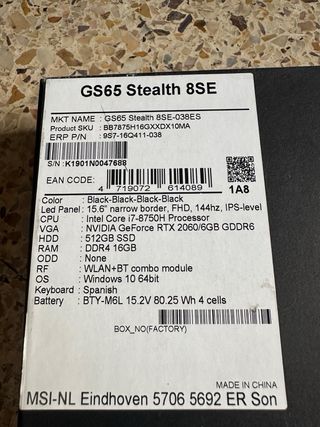 GS65 Stealth 8SE
MKT NAME : GS65 Stealth 8SE-038ES
Product SKU : BB7875H16GXXDX10MA
ERP P/N : 9S7-16Q411-038
S/N : K1901N0047688
EAN CODE: 4 719072 614089
1A8
Color : Black-Black-Black-Black
Led Panel : 15.6" narrow border, FHD, 144hz, IPS-level
CPU : Intel Core i7-8750H Processor
VGA : NVIDIA GeForce RTX 2060/6GB GDDR6
HDD : 512GB SSD
RAM : DDR4 16GB
ODD : None
RF : WLAN+BT combo module
OS : Windows 10 64bit
Keyboard : Spanish
Battery : BTY-M6L 15.2V 80.25 Wh 4 cells
BOX_NO(FACTORY)
MADE IN CHINA
MSI-NL Eindhoven 5706 5692 ER Son